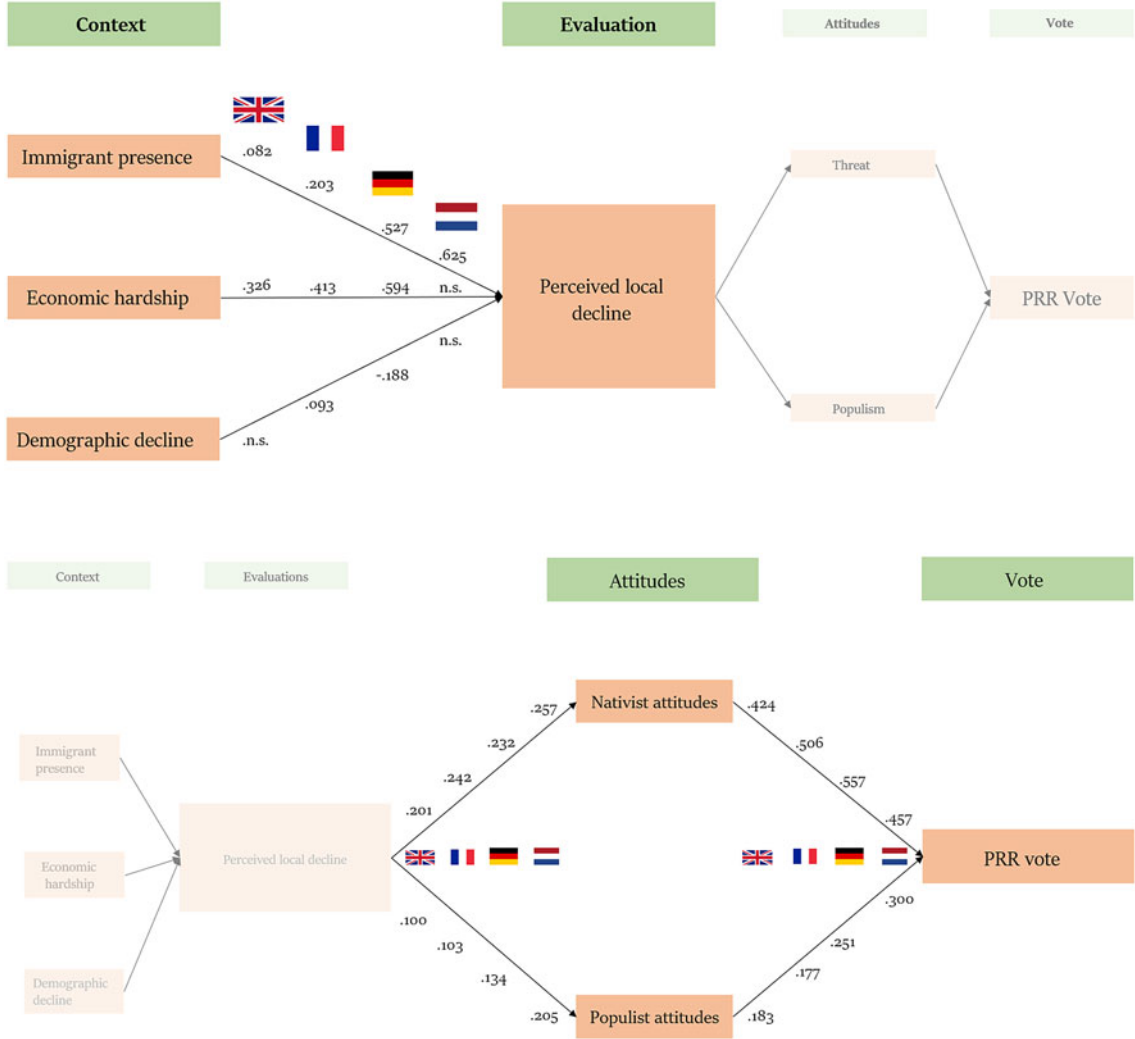 Context
Evaluation
Attitudes
Vote
Immigrant presence
.082
.203
.527
.625
Threat
Economic hardship
.326
.413
.594
n.s.
Perceived local
decline
PRR Vote
n.s.
-.188
.093
.n.s.
Demographic decline
Populism
Context
Evaluations
Attitudes
Vote
Nativist attitudes
.257
.232
.242
.201
.424
.506
.557
.457
Immigrant
presence
Economic
hardship
Demographic
decline
Perceived local decline
PRR vote
.100
.103
.134
.205
.300
.251
.177
.183
Populist attitudes